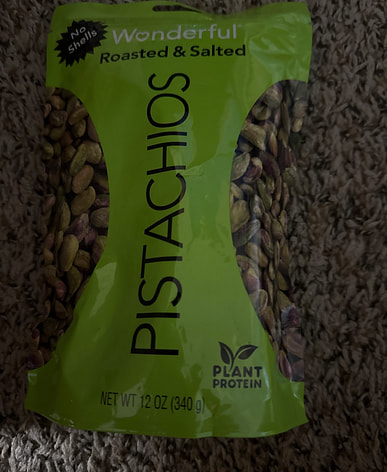 No
Shells
Wonderful
Roasted & Salted
PISTACHIOS
PLANT
PROTEIN
NET WT 12 OZ (340 g)